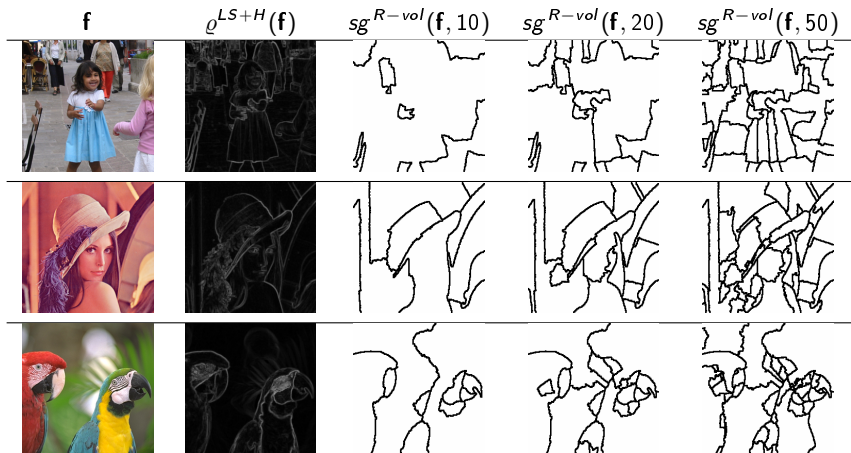 f ϱ^{LS+H}(f) sg^{R−vol}(f, 10) sg^{R−vol}(f, 20) sg^{R−vol}(f, 50)